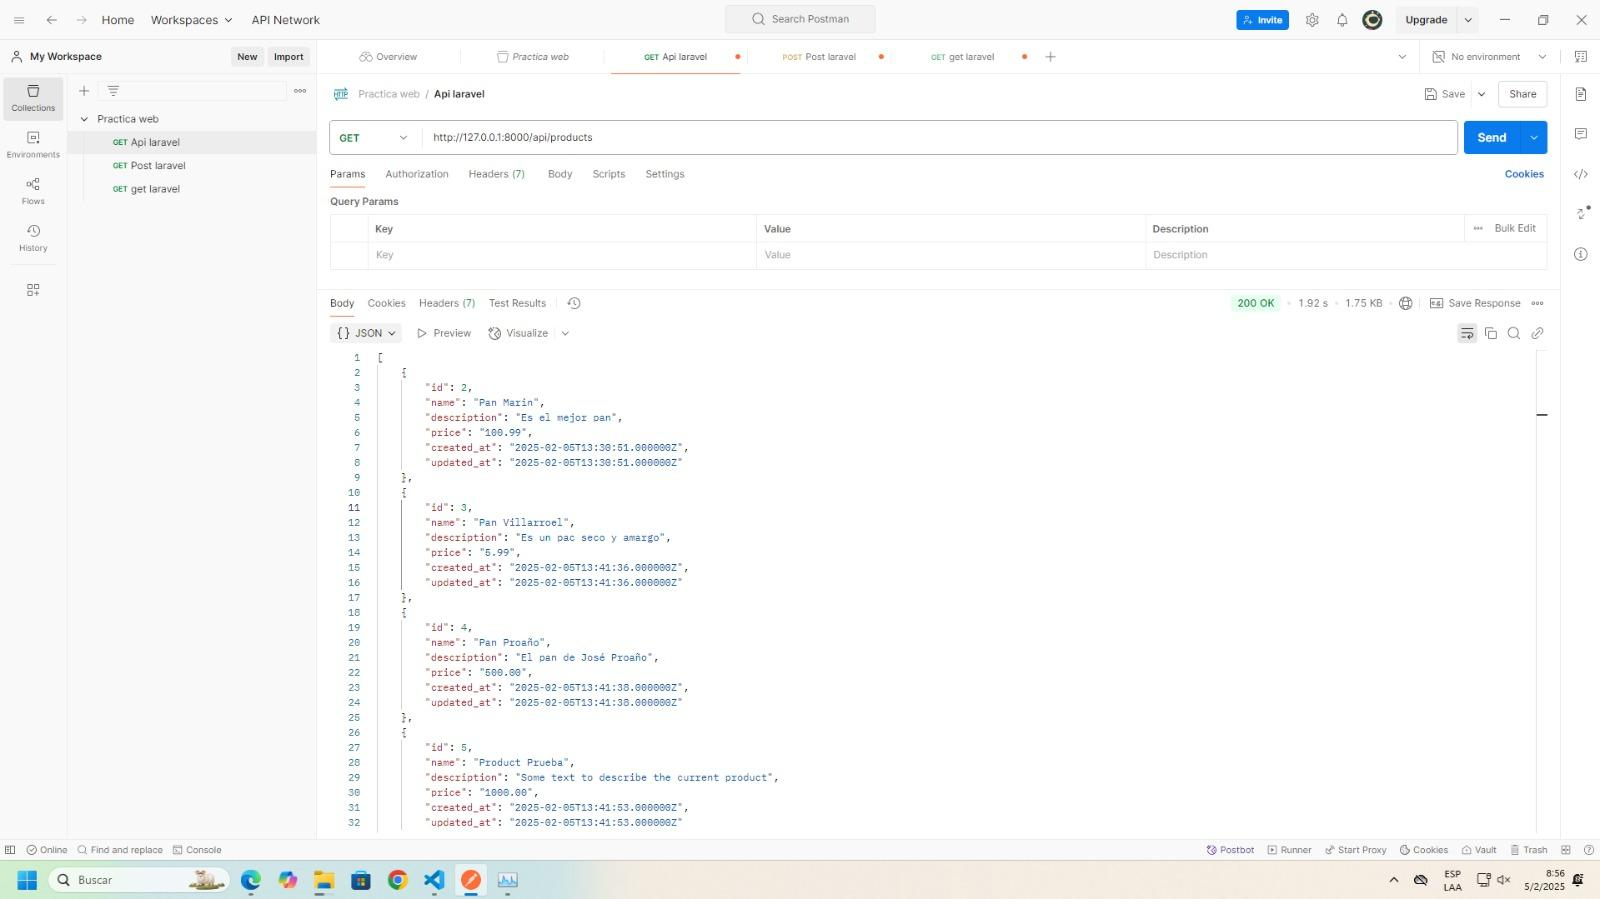 Home Workspaces API Network Search Postman Invite Upgrade
My Workspace New Import Overview Practica web GET Api laravel POST Post laravel GET get laravel No environment
Collections
Environments
Flows
History
Practica web
GET Api laravel
GET Post laravel
GET get laravel
Practica web / Api laravel Save Share
GET http://127.0.0.1:8000/api/products Send
Params Authorization Headers (7) Body Scripts Settings Cookies
Query Params
Key Value Description Bulk Edit
Key Value Description
Body Cookies Headers (7) Test Results 200 OK • 1.92 s • 1.75 KB • Save Response
{} JSON Preview Visualize
1 [
2 {
3 "id": 2,
4 "name": "Pan Marin",
5 "description": "Es el mejor pan",
6 "price": "100.99",
7 "created_at": "2025-02-05T13:30:51.000000Z",
8 "updated_at": "2025-02-05T13:30:51.000000Z"
9 },
10 {
11 "id": 3,
12 "name": "Pan Villarroel",
13 "description": "Es un pac seco y amargo",
14 "price": "5.99",
15 "created_at": "2025-02-05T13:41:36.000000Z",
16 "updated_at": "2025-02-05T13:41:36.000000Z"
17 },
18 {
19 "id": 4,
20 "name": "Pan Proaño",
21 "description": "El pan de José Proaño",
22 "price": "500.00",
23 "created_at": "2025-02-05T13:41:38.000000Z",
24 "updated_at": "2025-02-05T13:41:38.000000Z"
25 },
26 {
27 "id": 5,
28 "name": "Product Prueba",
29 "description": "Some text to describe the current product",
30 "price": "1000.00",
31 "created_at": "2025-02-05T13:41:53.000000Z",
32 "updated_at": "2025-02-05T13:41:53.000000Z"
Online Find and replace Console Postbot Runner Start Proxy Cookies Vault Trash
Buscar ESP 8:56
LAA 5/2/2025